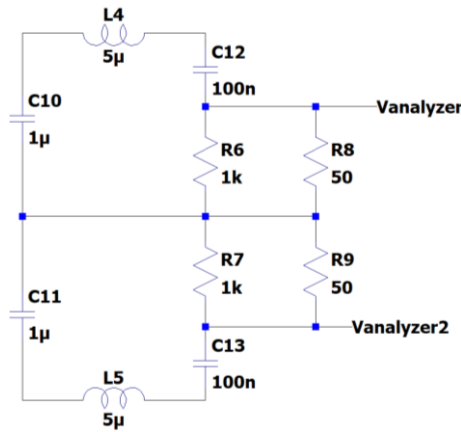 L4
5µ
C12
100n
C10
1µ
Vanalyzer
R6
1k
R8
50
R7
1k
R9
50
C11
1µ
Vanalyzer2
C13
100n
L5
5µ